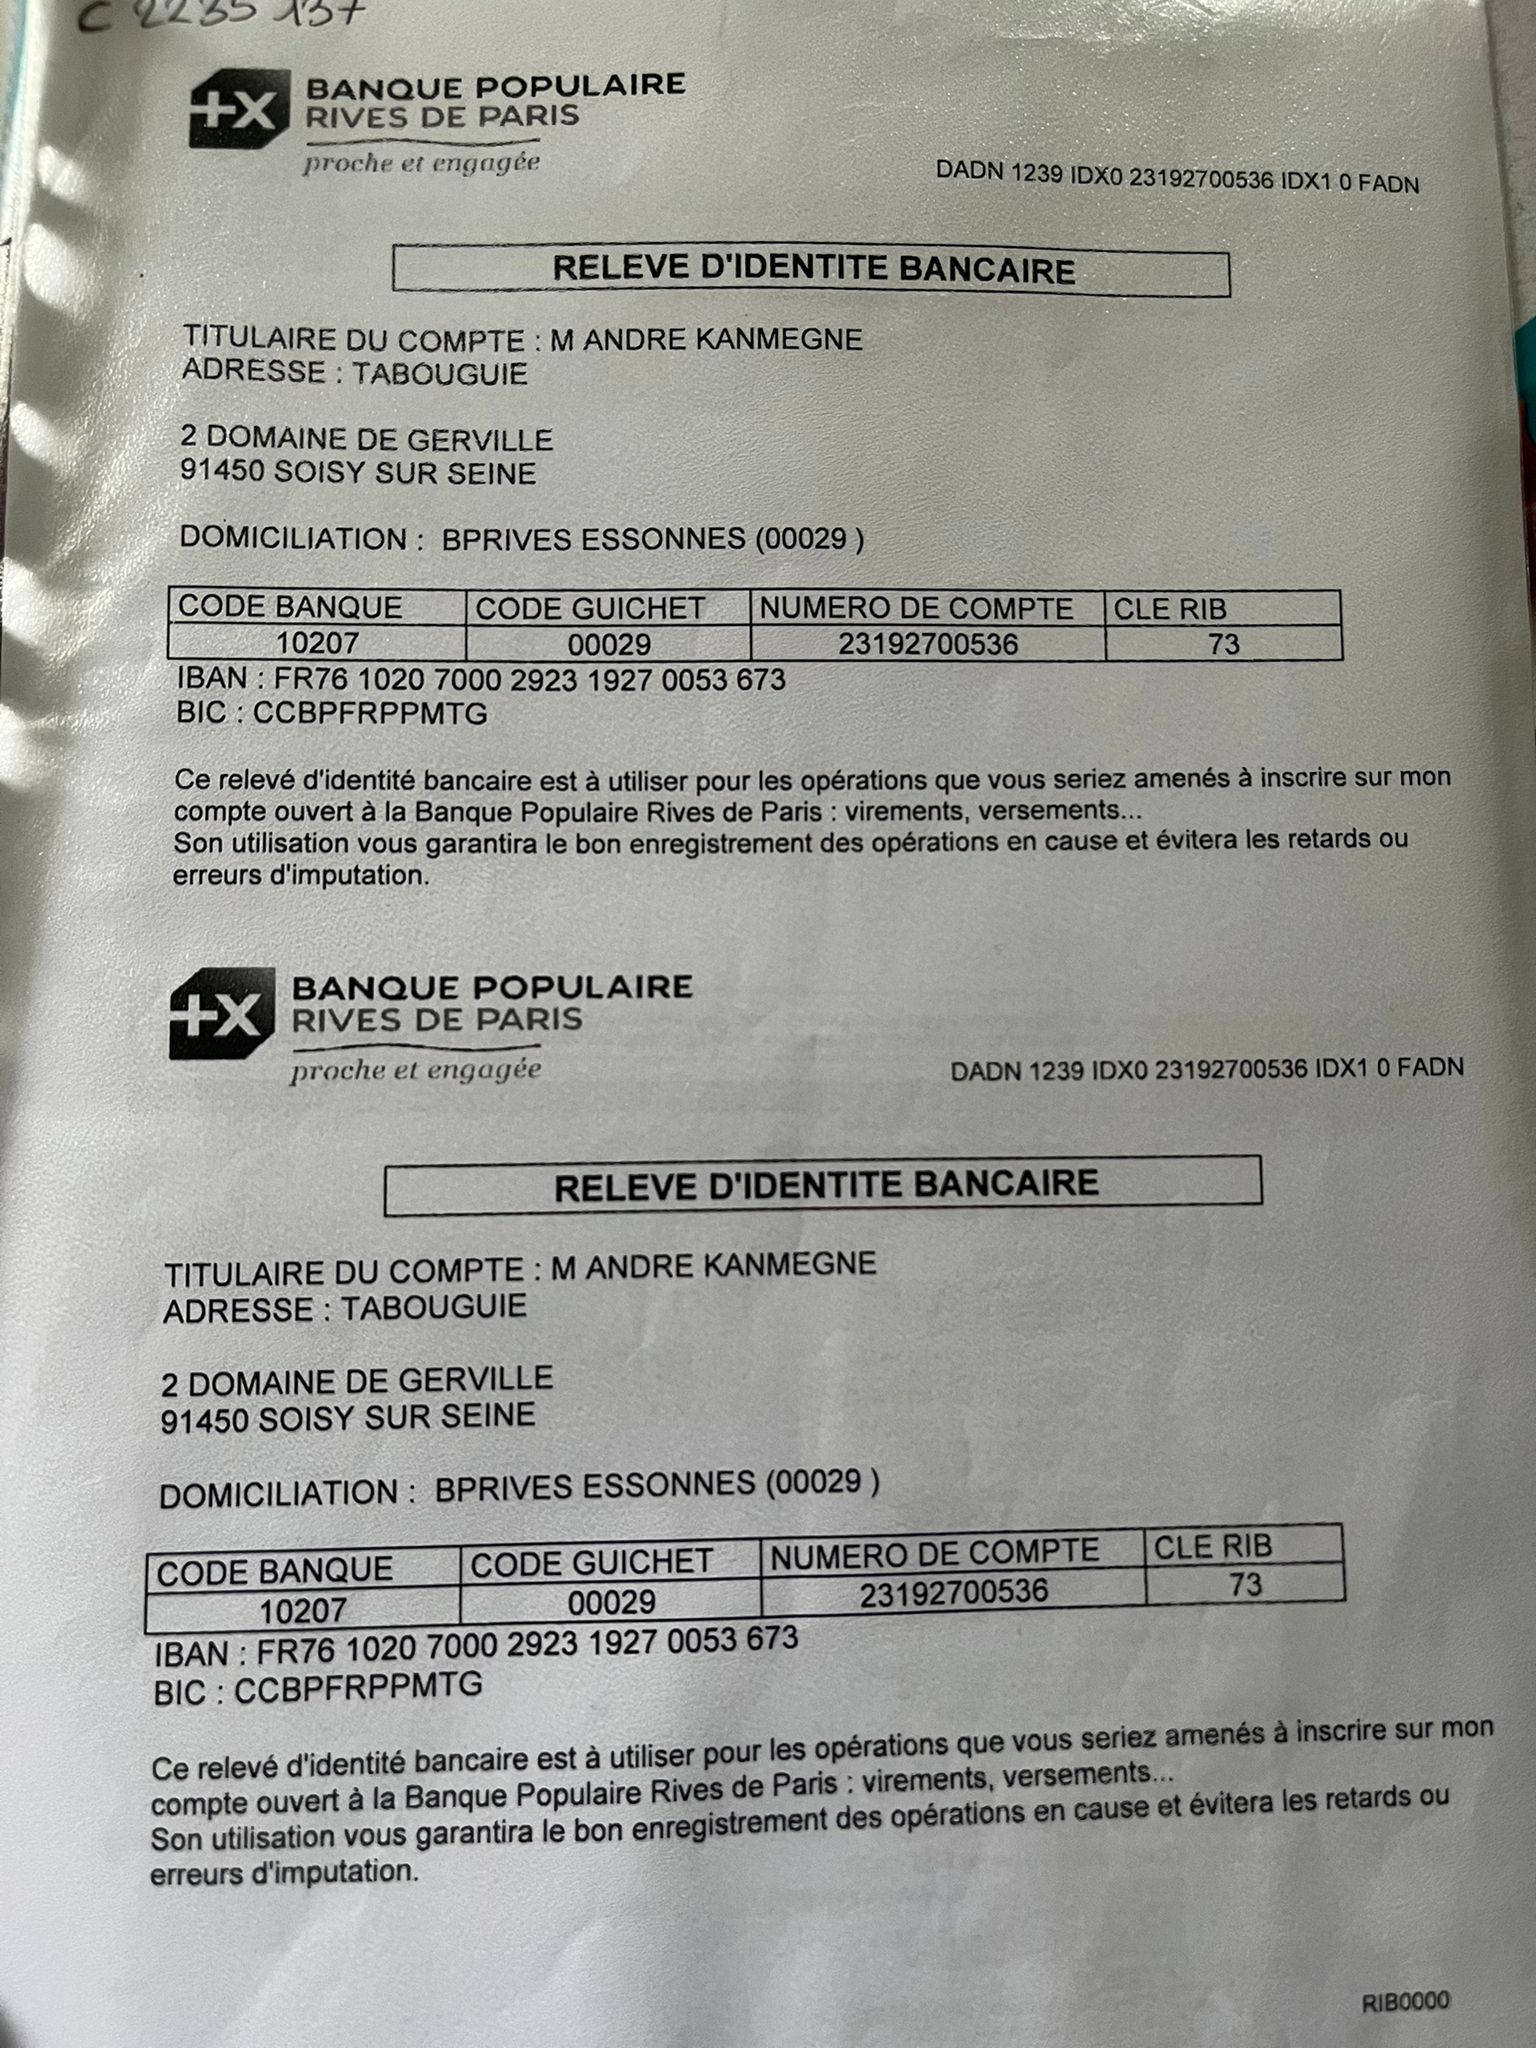 C 2235 137
BANQUE POPULAIRE
RIVES DE PARIS
proche et engagée
DADN 1239 IDX0 23192700536 IDX1 0 FADN
RELEVE D'IDENTITE BANCAIRE
TITULAIRE DU COMPTE : M ANDRE KANMEGNE
ADRESSE : TABOUGUIE
2 DOMAINE DE GERVILLE
91450 SOISY SUR SEINE
DOMICILIATION : BPRIVES ESSONNES (00029 )
CODE BANQUE CODE GUICHET NUMERO DE COMPTE CLE RIB
10207 00029 23192700536 73
IBAN : FR76 1020 7000 2923 1927 0053 673
BIC : CCBPFRPPMTG
Ce relevé d'identité bancaire est à utiliser pour les opérations que vous seriez amenés à inscrire sur mon
compte ouvert à la Banque Populaire Rives de Paris : virements, versements...
Son utilisation vous garantira le bon enregistrement des opérations en cause et évitera les retards ou
erreurs d'imputation.
BANQUE POPULAIRE
RIVES DE PARIS
proche et engagée
DADN 1239 IDX0 23192700536 IDX1 0 FADN
RELEVE D'IDENTITE BANCAIRE
TITULAIRE DU COMPTE : M ANDRE KANMEGNE
ADRESSE : TABOUGUIE
2 DOMAINE DE GERVILLE
91450 SOISY SUR SEINE
DOMICILIATION : BPRIVES ESSONNES (00029 )
CODE BANQUE CODE GUICHET NUMERO DE COMPTE CLE RIB
10207 00029 23192700536 73
IBAN : FR76 1020 7000 2923 1927 0053 673
BIC : CCBPFRPPMTG
Ce relevé d'identité bancaire est à utiliser pour les opérations que vous seriez amenés à inscrire sur mon
compte ouvert à la Banque Populaire Rives de Paris : virements, versements...
Son utilisation vous garantira le bon enregistrement des opérations en cause et évitera les retards ou
erreurs d'imputation.
RIB0000